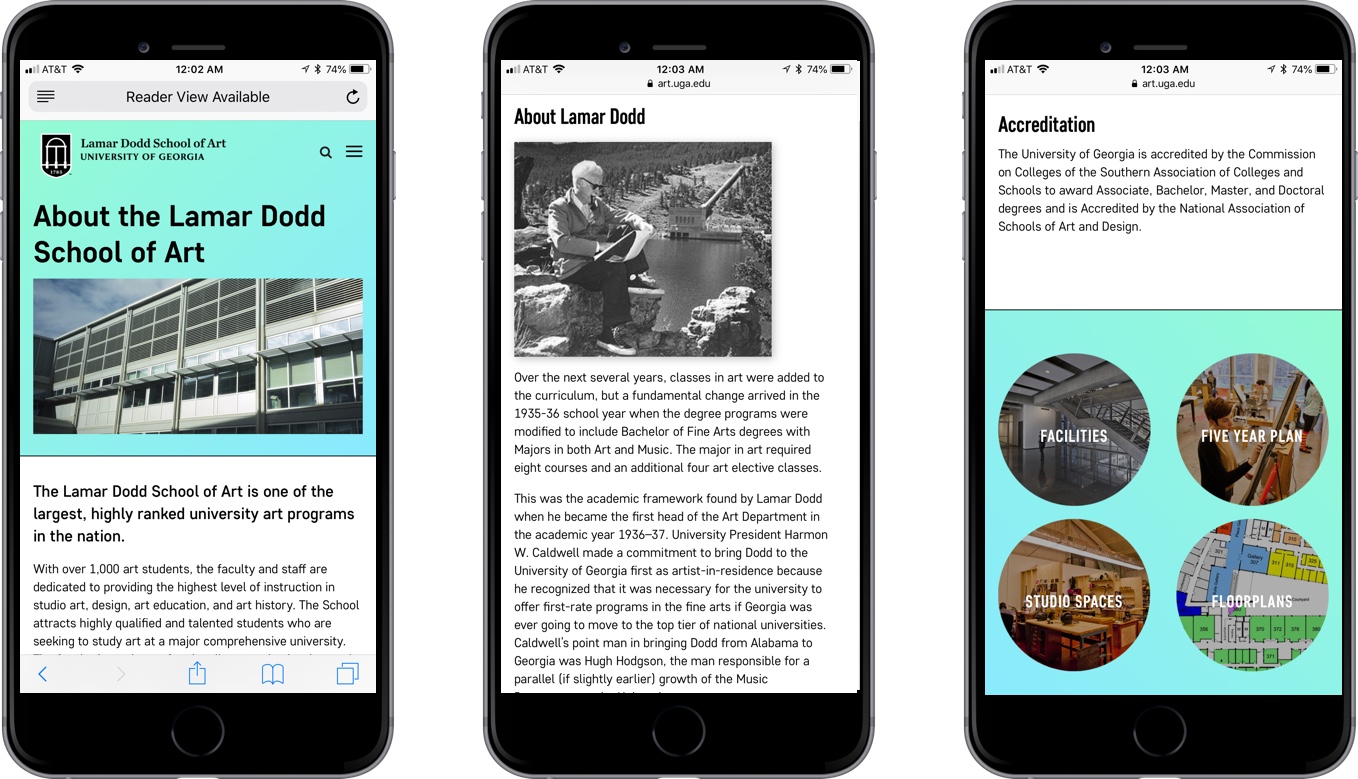 AT&T 12:02 AM 74%
Reader View Available
Lamar Dodd School of Art
UNIVERSITY OF GEORGIA
1785
About the Lamar Dodd
School of Art
The Lamar Dodd School of Art is one of the
largest, highly ranked university art programs
in the nation.
With over 1,000 art students, the faculty and staff are
dedicated to providing the highest level of instruction in
studio art, design, art education, and art history. The School
attracts highly qualified and talented students who are
seeking to study art at a major comprehensive university.
AT&T 12:03 AM 74%
art.uga.edu
About Lamar Dodd
Over the next several years, classes in art were added to
the curriculum, but a fundamental change arrived in the
1935-36 school year when the degree programs were
modified to include Bachelor of Fine Arts degrees with
Majors in both Art and Music. The major in art required
eight courses and an additional four art elective classes.
This was the academic framework found by Lamar Dodd
when he became the first head of the Art Department in
the academic year 1936–37. University President Harmon
W. Caldwell made a commitment to bring Dodd to the
University of Georgia first as artist-in-residence because
he recognized that it was necessary for the university to
offer first-rate programs in the fine arts if Georgia was
ever going to move to the top tier of national universities.
Caldwell's point man in bringing Dodd from Alabama to
Georgia was Hugh Hodgson, the man responsible for a
parallel (if slightly earlier) growth of the Music
AT&T 12:03 AM 74%
art.uga.edu
Accreditation
The University of Georgia is accredited by the Commission
on Colleges of the Southern Association of Colleges and
Schools to award Associate, Bachelor, Master, and Doctoral
degrees and is Accredited by the National Association of
Schools of Art and Design.
FACILITIES
FIVE YEAR PLAN
STUDIO SPACES
FLOORPLANS
301
Gallery
307
311
370
372
378
380
371